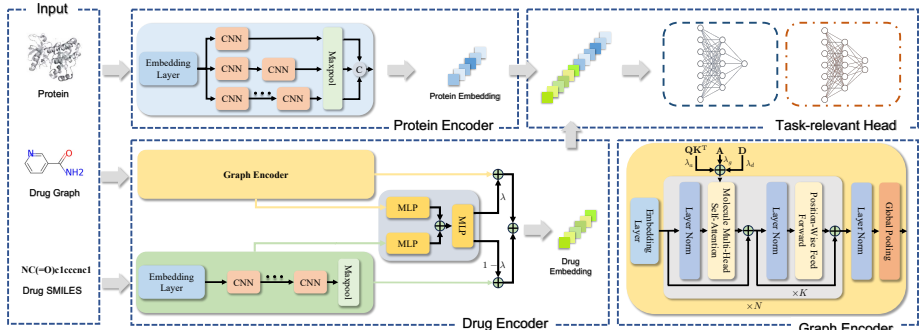 Input
Protein
Drug Graph
NH2
O
N
NC(=O)c1cccnc1
Drug SMILES
Embedding Layer
CNN
CNN
CNN
CNN
CNN
Maxpool
C
Protein Embedding
Protein Encoder
Task-relevant Head
Graph Encoder
MLP
MLP
MLP
λ
1 − λ
Embedding Layer
CNN
CNN
Maxpool
Drug Embedding
Drug Encoder
QKᵀ
A
D
λₐ
λg
λd
Embedding Layer
Layer Norm
Molecule Multi-Head Self-Attention
Layer Norm
Position-Wise Feed Forward
Layer Norm
Global Pooling
×K
×N
Graph Encoder